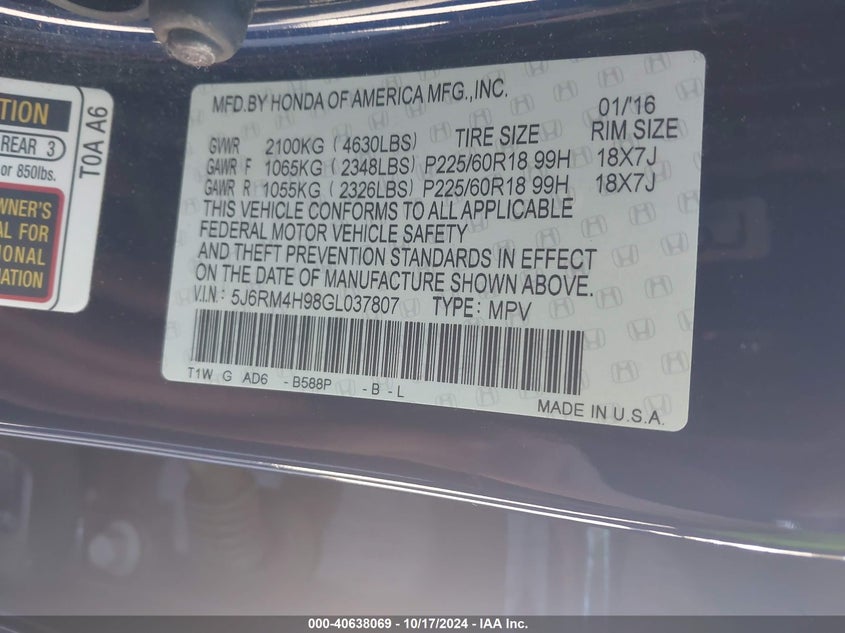 TION
REAR 3
or 850lbs.
WNER'S
AL FOR
IONAL
MATION
T0A A6
MFD.BY HONDA OF AMERICA MFG.,INC.
01/'16
GVWR 2100KG (4630LBS) TIRE SIZE RIM SIZE
GAWR F 1065KG (2348LBS) P225/60R18 99H 18X7J
GAWR R 1055KG (2326LBS) P225/60R18 99H 18X7J
THIS VEHICLE CONFORMS TO ALL APPLICABLE
FEDERAL MOTOR VEHICLE SAFETY
AND THEFT PREVENTION STANDARDS IN EFFECT
ON THE DATE OF MANUFACTURE SHOWN ABOVE.
V.I.N: 5J6RM4H98GL037807 TYPE: MPV
T1W G AD6 -B588P -B -L
MADE IN U.S.A.
000-40638069 - 10/17/2024 - IAA Inc.